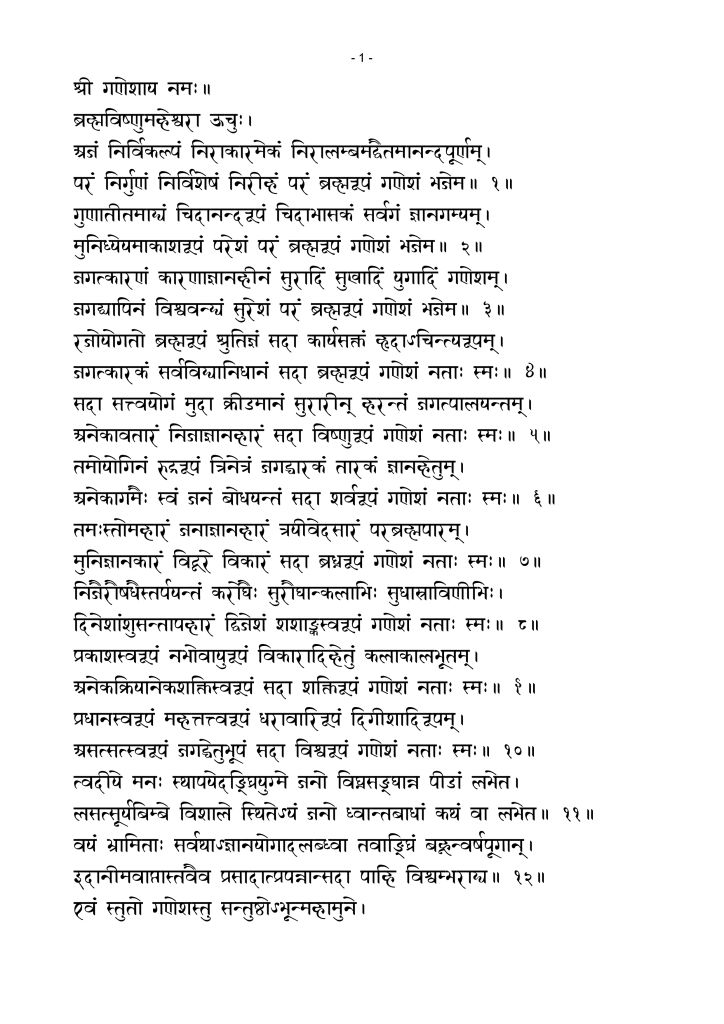 - 1 -
श्री गणेशाय नमः॥
ब्रह्मविष्णुमहेश्वरा ऊचुः।
अजं निर्विकल्पं निराकारमेकं निरालम्बमद्वैतमानन्दपूर्णम्।
परं निर्गुणं निर्विशेषं निरीहं परं ब्रह्मरूपं गणेशं भजेम॥ १॥
गुणातीतमाद्यं चिदानन्दरूपं चिदाभासकं सर्वगं ज्ञानगम्यम्।
मुनिध्येयमाकाशरूपं परेशं परं ब्रह्मरूपं गणेशं भजेम॥ २॥
जगत्कारणं कारणाज्ञानहीनं सुरादिं सुखादिं युगादिं गणेशम्।
जगद्यापिनं विश्ववन्द्यं सुरेशं परं ब्रह्मरूपं गणेशं भजेम॥ ३॥
रजोयोगतो ब्रह्मरूपं श्रुतिज्ञं सदा कार्यसक्तं हृदाऽचिन्त्यरूपम्।
जगत्कारकं सर्वविद्यानिधानं सदा ब्रह्मरूपं गणेशं नताः स्मः॥ ४॥
सदा सत्त्वयोगं मुदा क्रीडमानं सुरारीन् हरन्तं जगत्पालयन्तम्।
अनेकावतारं निजाज्ञानहारं सदा विष्णुरूपं गणेशं नताः स्मः॥ ५॥
तमोयोगिनं रुद्ररूपं त्रिनेत्रं जगद्धारकं तारकं ज्ञानहेतुम्।
अनेकागमैः स्वं जनं बोधयन्तं सदा शर्वरूपं गणेशं नताः स्मः॥ ६॥
तमःस्तोमहारं जनाज्ञानहारं त्रयीवेदसारं परब्रह्मपारम्।
मुनिज्ञानकारं विदूरे विकारं सदा ब्रध्नरूपं गणेशं नताः स्मः॥ ७॥
निजैरौषधैस्तर्पयन्तं करोघैः सुरौघान्कलाभिः सुधास्राविणीभिः।
दिनेशांशुसन्तापहारं द्विजेशं शशाङ्कस्वरूपं गणेशं नताः स्मः॥ ८॥
प्रकाशस्वरूपं नभोवायुरूपं विकारादिहेतुं कलाकालभूतम्।
अनेकक्रियानेकशक्तिस्वरूपं सदा शक्तिरूपं गणेशं नताः स्मः॥ ९॥
प्रधानस्वरूपं महत्तत्त्वरूपं धरावारिरूपं दिगीशादिरूपम्।
असत्सत्स्वरूपं जगद्धेतुभूपं सदा विश्वरूपं गणेशं नताः स्मः॥ १०॥
त्वदीये मनः स्थापयेदङ्घ्रियुग्मे जनो विघ्नसङ्घान्न पीडां लभेत।
लसत्सूर्यबिम्बे विशाले स्थितेऽयं जनो ध्वान्तबाधां कथं वा लभेत॥ ११॥
वयं भ्रामिताः सर्वथाऽज्ञानयोगादलब्ध्वा तवाङ्घ्रिं बहून्वर्षपूगान्।
इदानीमवाप्तास्तवैव प्रसादात्प्रपन्नान्सदा पाहि विश्वम्भराद्य॥ १२॥
एवं स्तुतो गणेशस्तु सन्तुष्टोऽभून्महामुने।